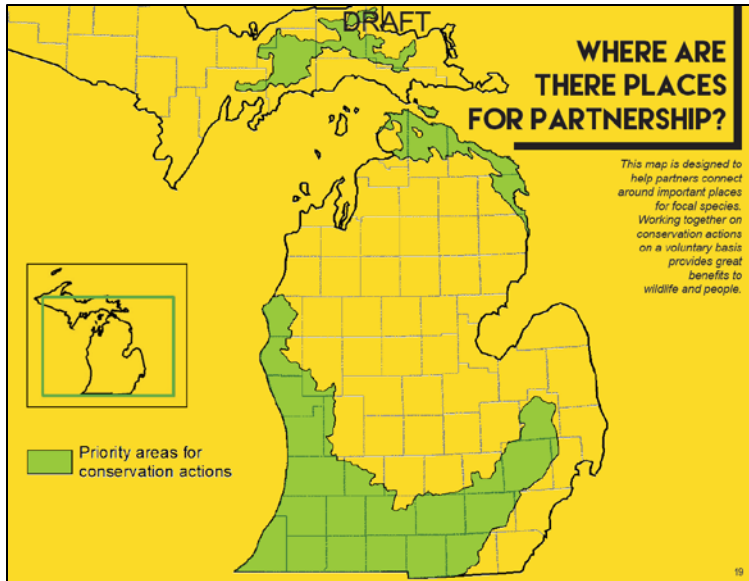 DRAFT
WHERE ARE
THERE PLACES
FOR PARTNERSHIP?
This map is designed to
help partners connect
around important places
for focal species.
Working together on
conservation actions
on a voluntary basis
provides great
benefits to
wildlife and people.
Priority areas for
conservation actions
19